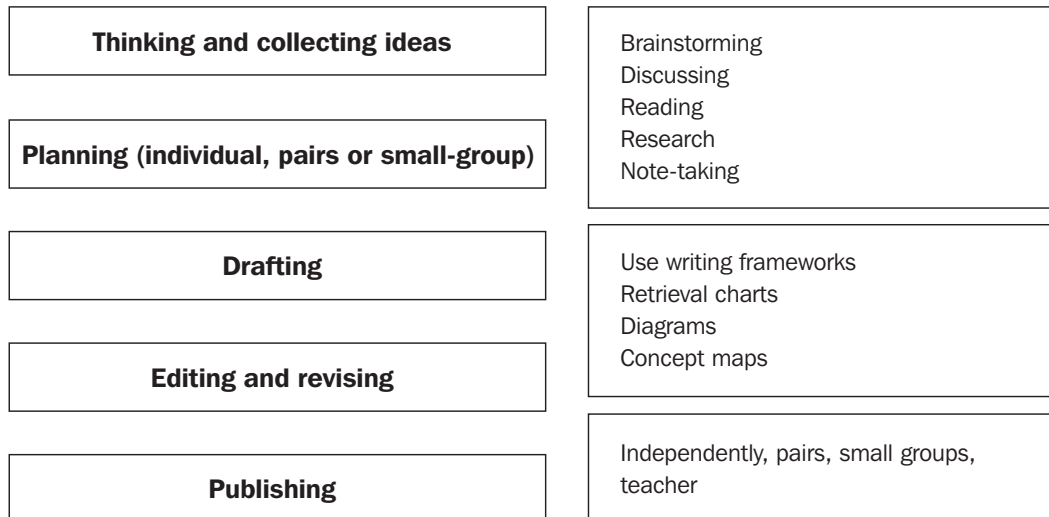 Thinking and collecting ideas
Planning (individual, pairs or small-group)
Drafting
Editing and revising
Publishing
Brainstorming
Discussing
Reading
Research
Note-taking
Use writing frameworks
Retrieval charts
Diagrams
Concept maps
Independently, pairs, small groups,
teacher